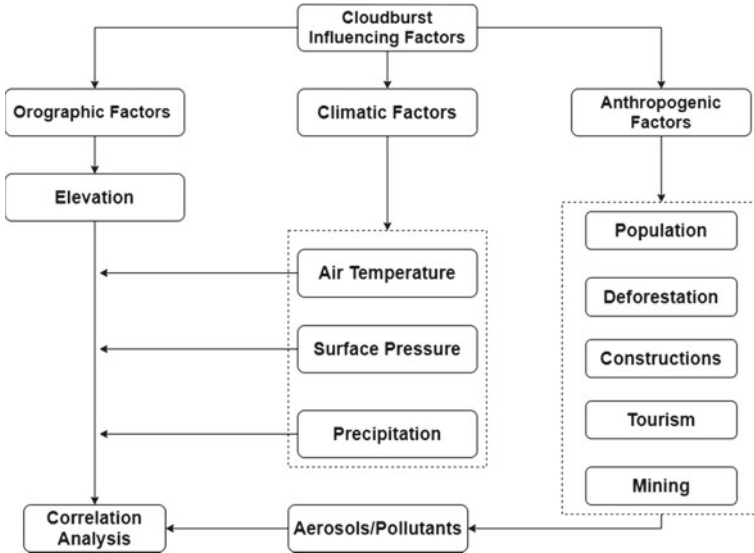 Cloudburst
Influencing Factors
Orographic Factors
Climatic Factors
Anthropogenic
Factors
Elevation
Population
Air Temperature
Deforestation
Surface Pressure
Constructions
Precipitation
Tourism
Mining
Correlation
Analysis
Aerosols/Pollutants